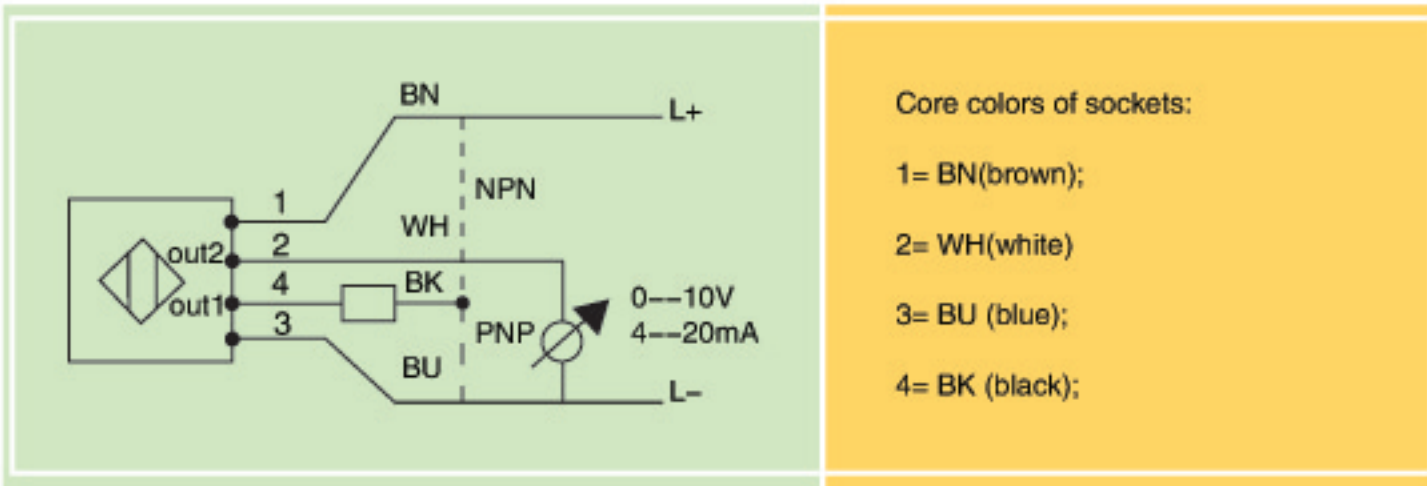 BN
L+
NPN
1
WH
out2
2
BK
4
out1
0--10V
3
PNP
4--20mA
BU
L-
Core colors of sockets:
1= BN(brown);
2= WH(white)
3= BU (blue);
4= BK (black);